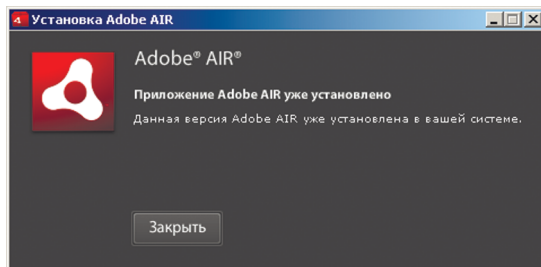 Установка Adobe AIR
Adobe® AIR®
Приложение Adobe AIR уже установлено
Данная версия Adobe AIR уже установлена в вашей системе.
Закрыть